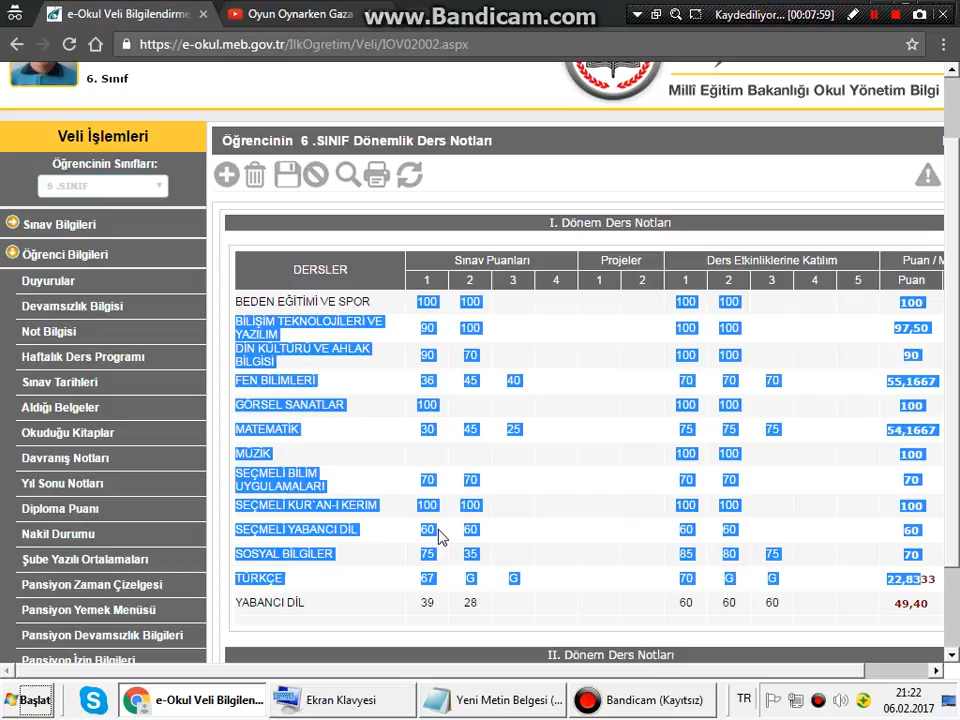 e-Okul Veli Bilgilendirme
Oyun Oynarken Gaza
www.Bandicam.com
Kaydediliyor... [00:07:59]
https://e-okul.meb.gov.tr/IlkOgretim/Veli/IOV02002.aspx
6. Sınıf
Millî Eğitim Bakanlığı Okul Yönetim Bilgi
Veli İşlemleri
Öğrencinin Sınıfları:
6 .SINIF
Sınav Bilgileri
Öğrenci Bilgileri
Duyurular
Devamsızlık Bilgisi
Not Bilgisi
Haftalık Ders Programı
Sınav Tarihleri
Aldığı Belgeler
Okuduğu Kitaplar
Davranış Notları
Yıl Sonu Notları
Diploma Puanı
Nakil Durumu
Şube Yazılı Ortalamaları
Pansiyon Zaman Çizelgesi
Pansiyon Yemek Menüsü
Pansiyon Devamsızlık Bilgileri
Pansiyon İzin Bilgileri
Öğrencinin 6 .SINIF Dönemlik Ders Notları
I. Dönem Ders Notları
DERSLER Sınav Puanları Projeler Ders Etkinliklerine Katılım Puan / M
1 2 3 4 1 2 1 2 3 4 5 Puan
BEDEN EĞİTİMİ VE SPOR 100 100 100 100 100
BİLİŞİM TEKNOLOJİLERİ VE
YAZILIM 90 100 100 100 97,50
DİN KÜLTÜRÜ VE AHLAK
BİLGİSİ 90 70 100 100 90
FEN BİLİMLERİ 36 45 40 70 70 70 55,1667
GÖRSEL SANATLAR 100 100 100 100
MATEMATİK 30 45 25 75 75 75 54,1667
MÜZİK 100 100 100
SEÇMELİ BİLİM
UYGULAMALARI 70 70 70 70 70
SEÇMELİ KUR`AN-I KERIM 100 100 100 100 100
SEÇMELİ YABANCI DİL 60 60 60 60 60
SOSYAL BİLGİLER 75 35 85 80 75 70
TÜRKÇE 67 G G 70 G G 22,8333
YABANCI DİL 39 28 60 60 60 49,40
II. Dönem Ders Notları
Başlat
e-Okul Veli Bilgilen...
Ekran Klavyesi
Yeni Metin Belgesi (...
Bandicam (Kayıtsız)
TR
21:22
06.02.2017